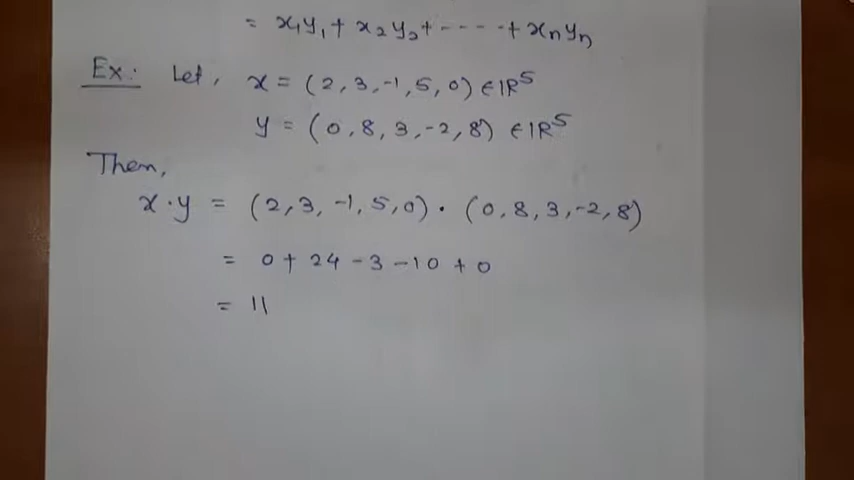 = x₁y₁ + x₂y₂ + ----- + xₙyₙ
Ex: Let, x = (2, 3, -1, 5, 0) ∈ IR⁵
y = (0, 8, 3, -2, 8) ∈ IR⁵
Then,
x · y = (2, 3, -1, 5, 0) · (0, 8, 3, -2, 8)
= 0 + 24 - 3 - 10 + 0
= 11